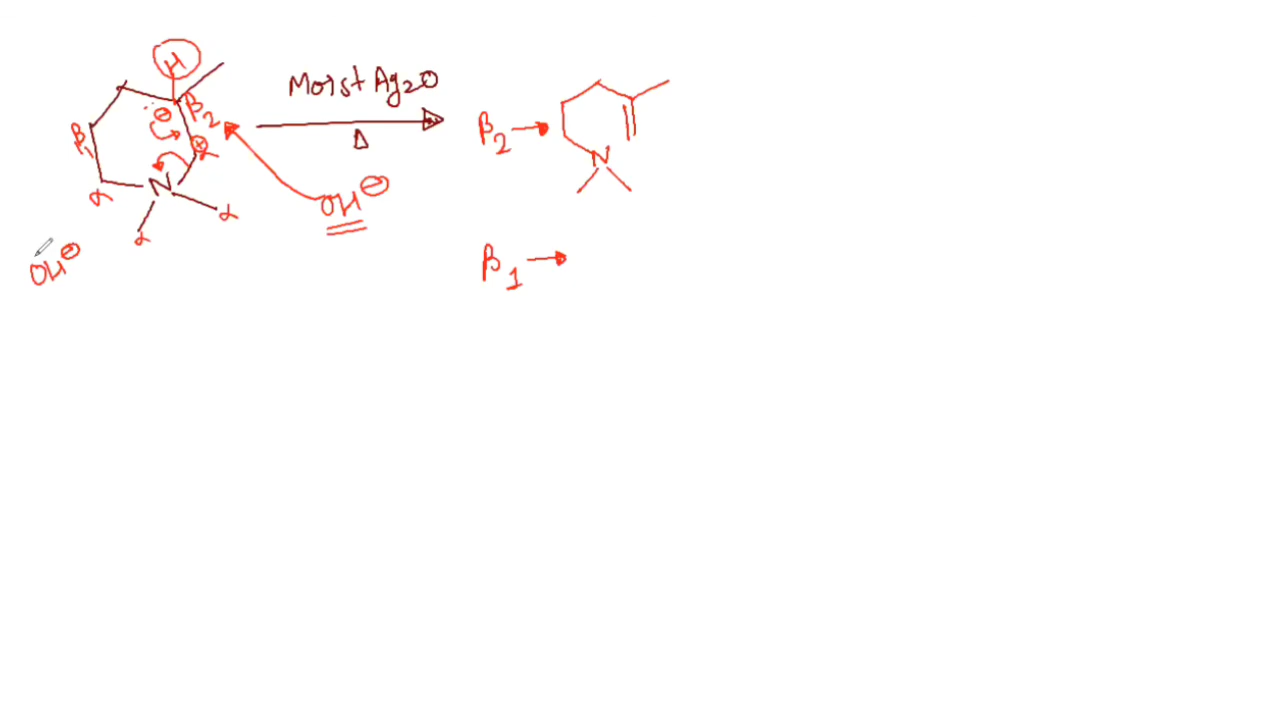 H
Moist Ag₂O
Δ
β₁
β₂
⊖
⊕
α
N
α
α
α
OH⊖
OH⊖
β₂ →
N
β₁ →